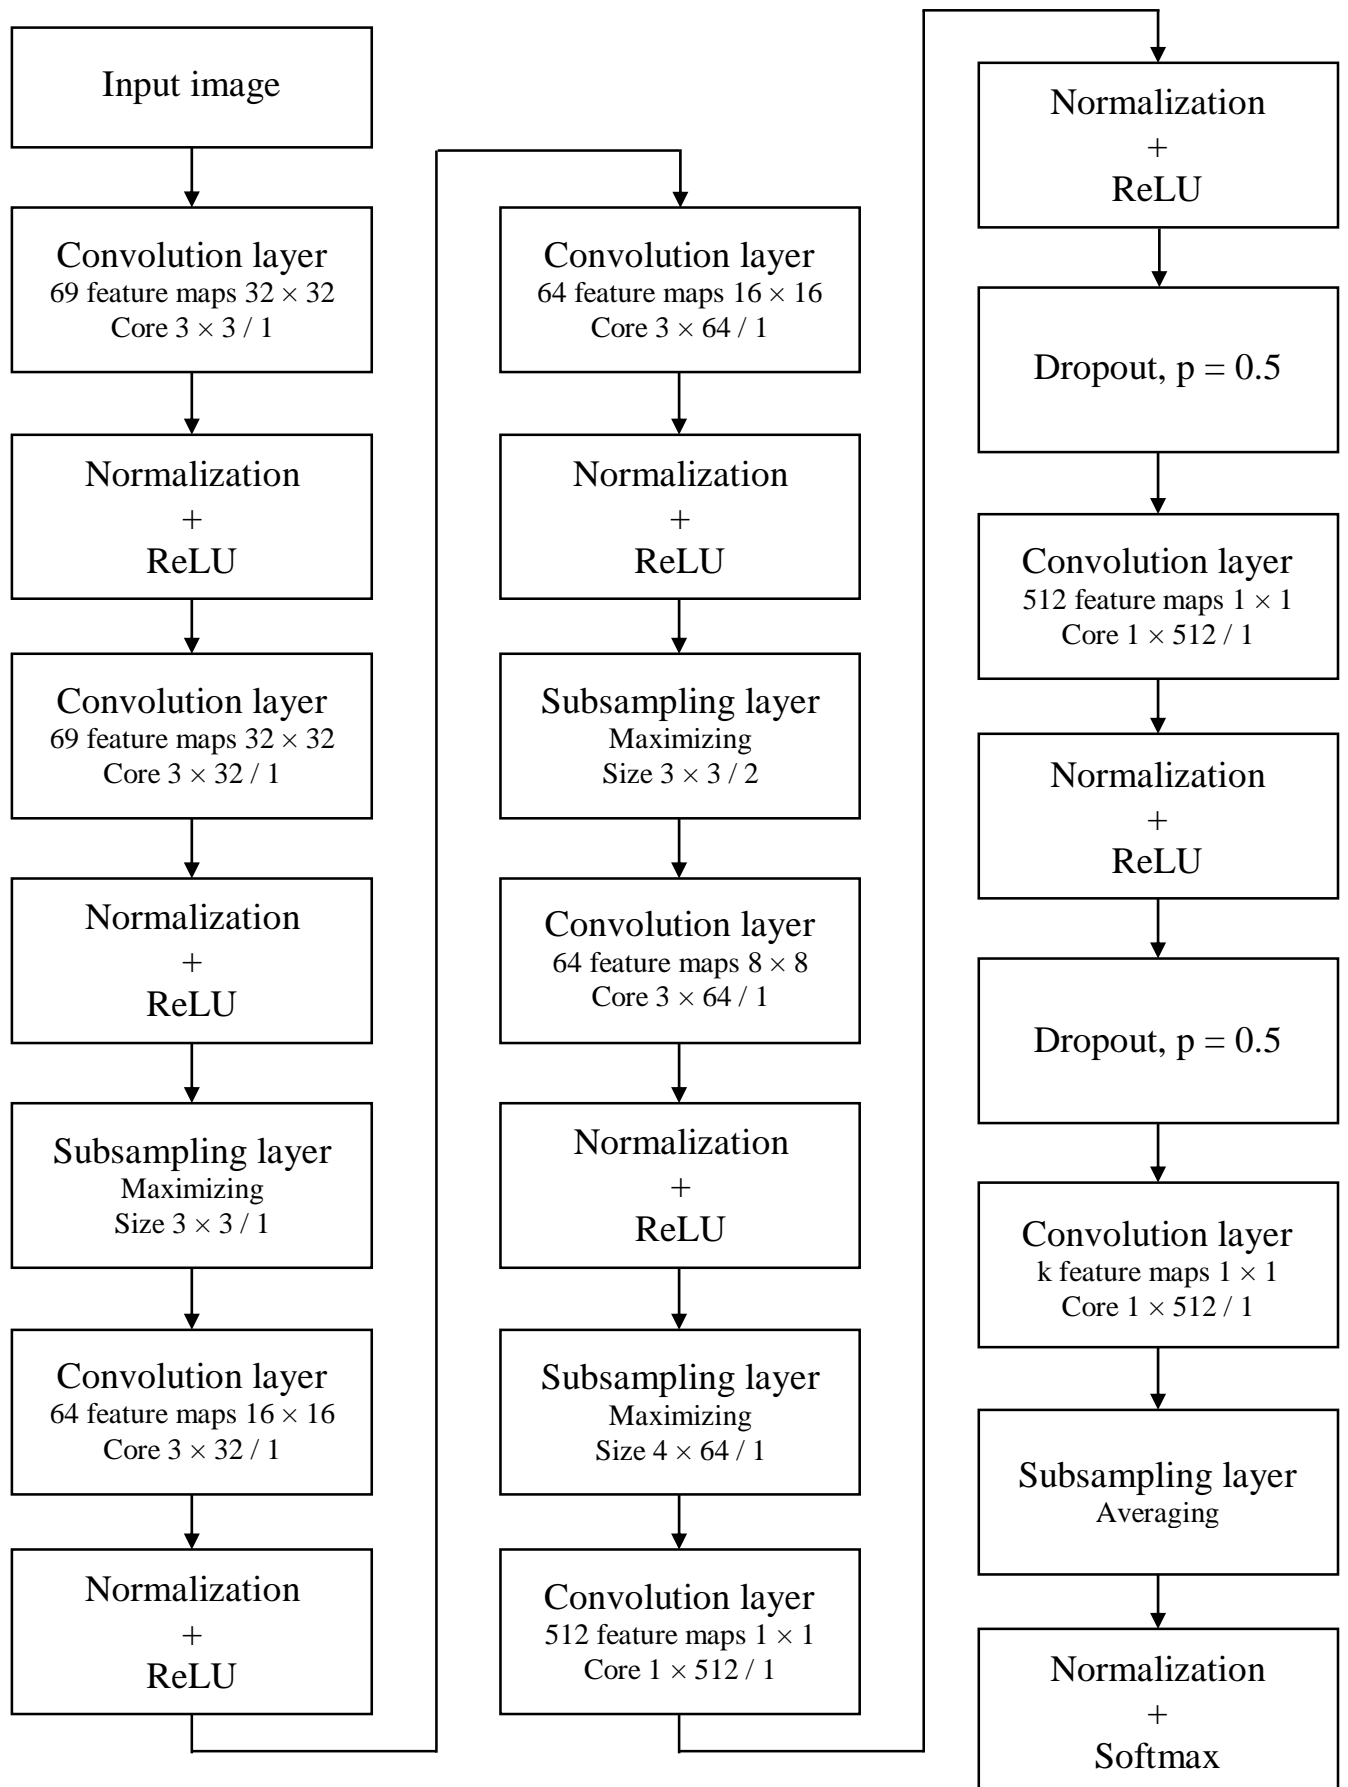 Input image
Convolution layer
69 feature maps 32 × 32
Core 3 × 3 / 1
Normalization
+
ReLU
Convolution layer
69 feature maps 32 × 32
Core 3 × 32 / 1
Normalization
+
ReLU
Subsampling layer
Maximizing
Size 3 × 3 / 1
Convolution layer
64 feature maps 16 × 16
Core 3 × 32 / 1
Normalization
+
ReLU
Convolution layer
64 feature maps 16 × 16
Core 3 × 64 / 1
Normalization
+
ReLU
Subsampling layer
Maximizing
Size 3 × 3 / 2
Convolution layer
64 feature maps 8 × 8
Core 3 × 64 / 1
Normalization
+
ReLU
Subsampling layer
Maximizing
Size 4 × 64 / 1
Convolution layer
512 feature maps 1 × 1
Core 1 × 512 / 1
Normalization
+
ReLU
Dropout, p = 0.5
Convolution layer
512 feature maps 1 × 1
Core 1 × 512 / 1
Normalization
+
ReLU
Dropout, p = 0.5
Convolution layer
k feature maps 1 × 1
Core 1 × 512 / 1
Subsampling layer
Averaging
Normalization
+
Softmax